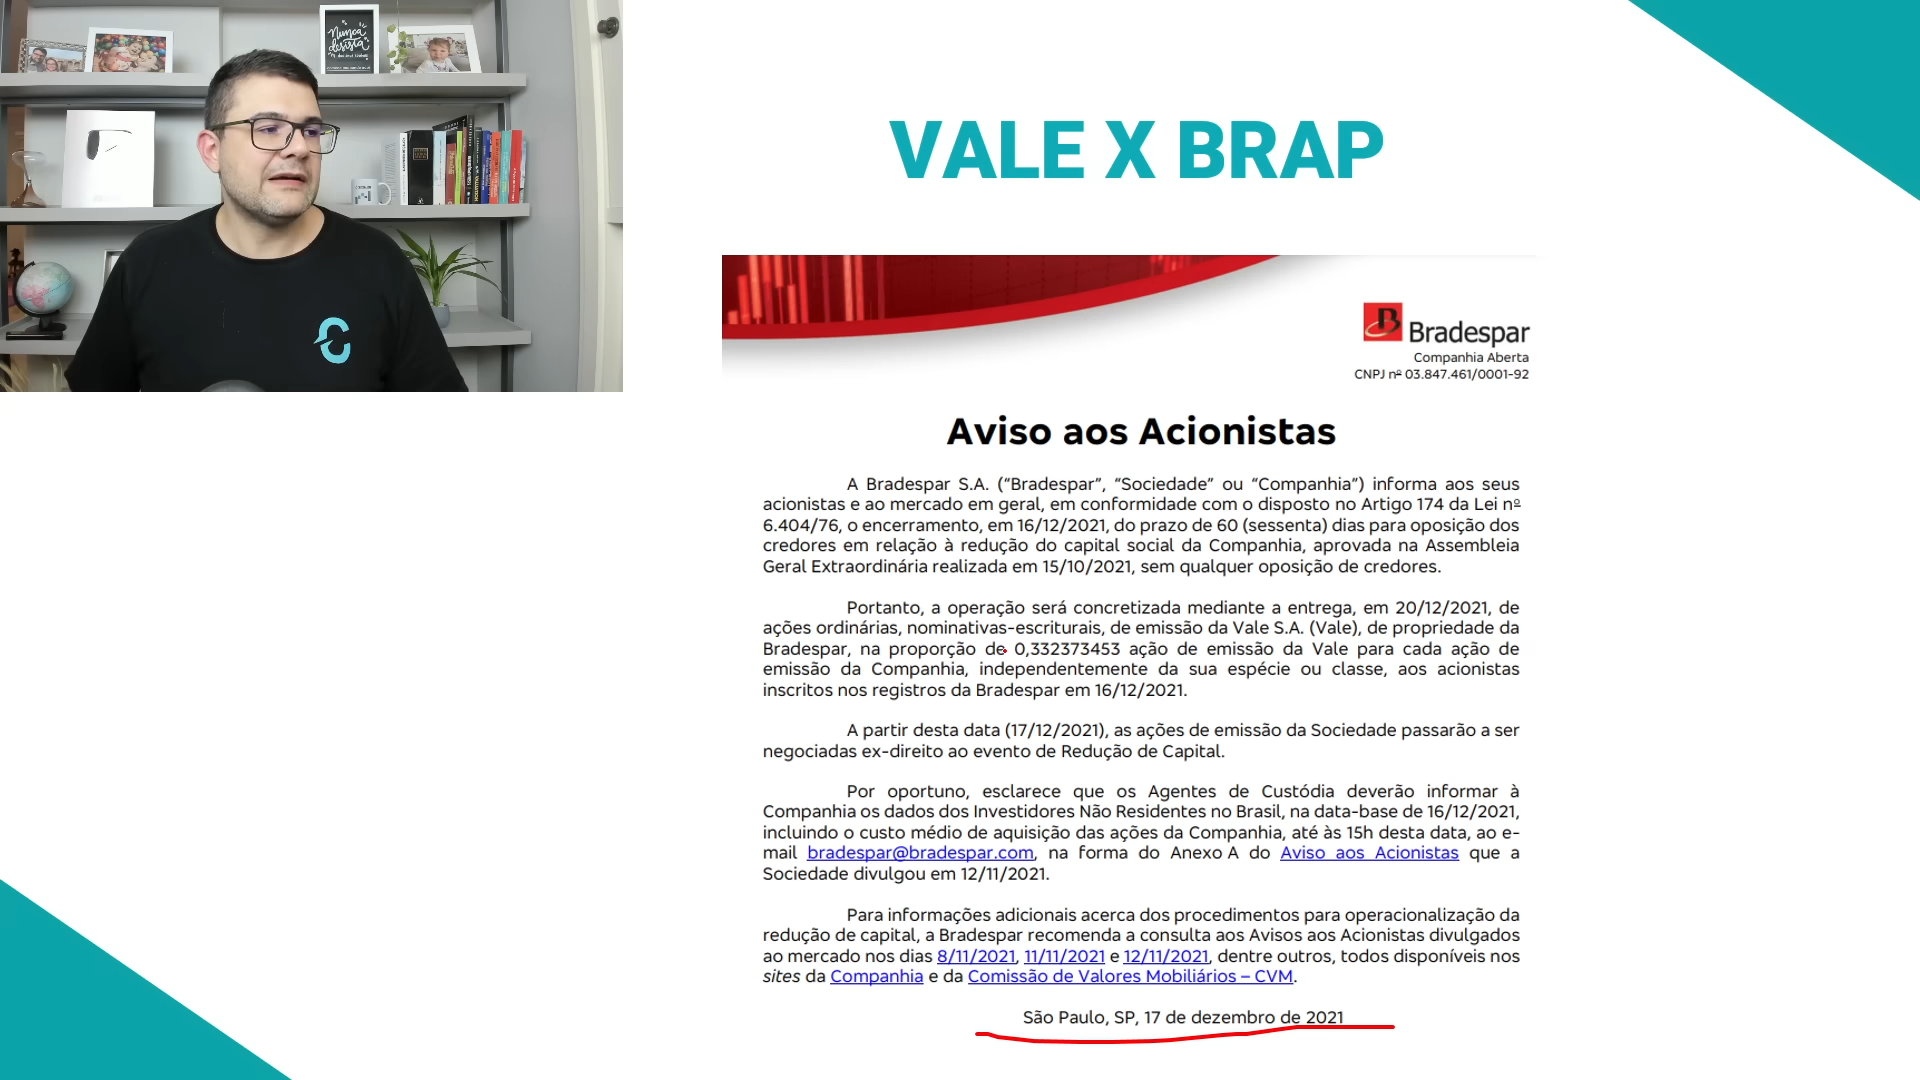 Nunca
desista
VALE X BRAP
Bradespar
Companhia Aberta
CNPJ nº 03.847.461/0001-92
Aviso aos Acionistas
A Bradespar S.A. (“Bradespar”, “Sociedade” ou “Companhia”) informa aos seus
acionistas e ao mercado em geral, em conformidade com o disposto no Artigo 174 da Lei nº
6.404/76, o encerramento, em 16/12/2021, do prazo de 60 (sessenta) dias para oposição dos
credores em relação à redução do capital social da Companhia, aprovada na Assembleia
Geral Extraordinária realizada em 15/10/2021, sem qualquer oposição de credores.
Portanto, a operação será concretizada mediante a entrega, em 20/12/2021, de
ações ordinárias, nominativas-escriturais, de emissão da Vale S.A. (Vale), de propriedade da
Bradespar, na proporção de 0,332373453 ação de emissão da Vale para cada ação de
emissão da Companhia, independentemente da sua espécie ou classe, aos acionistas
inscritos nos registros da Bradespar em 16/12/2021.
A partir desta data (17/12/2021), as ações de emissão da Sociedade passarão a ser
negociadas ex-direito ao evento de Redução de Capital.
Por oportuno, esclarece que os Agentes de Custódia deverão informar à
Companhia os dados dos Investidores Não Residentes no Brasil, na data-base de 16/12/2021,
incluindo o custo médio de aquisição das ações da Companhia, até às 15h desta data, ao e-
mail bradespar@bradespar.com, na forma do Anexo A do Aviso aos Acionistas que a
Sociedade divulgou em 12/11/2021.
Para informações adicionais acerca dos procedimentos para operacionalização da
redução de capital, a Bradespar recomenda a consulta aos Avisos aos Acionistas divulgados
ao mercado nos dias 8/11/2021, 11/11/2021 e 12/11/2021, dentre outros, todos disponíveis nos
sites da Companhia e da Comissão de Valores Mobiliários – CVM.
São Paulo, SP, 17 de dezembro de 2021